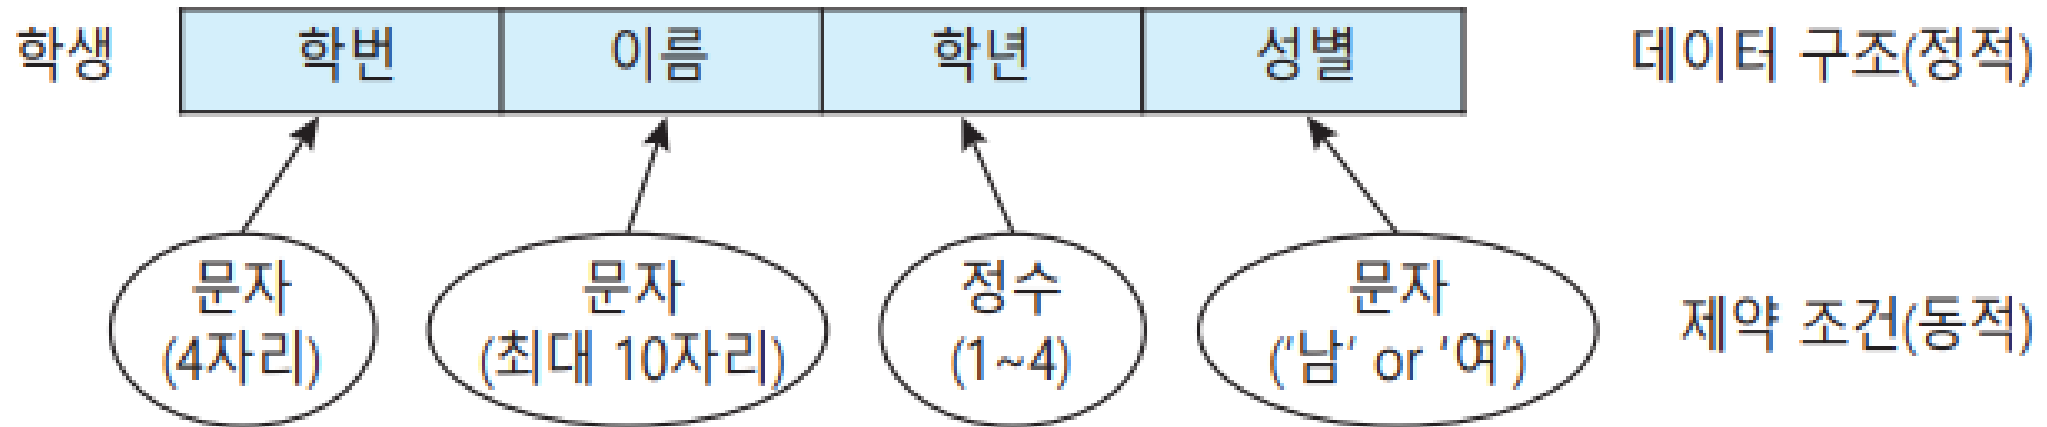 학생 학번 이름 학년 성별 데이터 구조(정적)
문자 문자 정수 문자
(4자리) (최대 10자리) (1~4) (‘남’ or ‘여’)
제약 조건(동적)